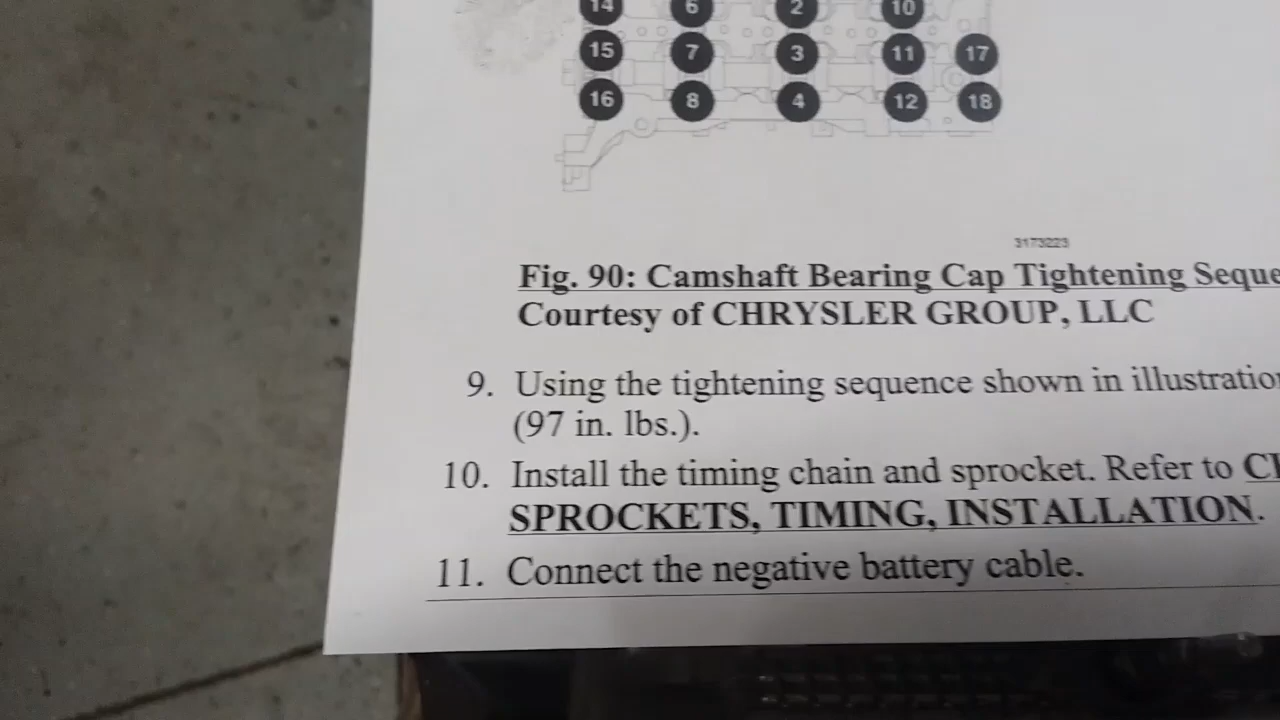 14 6 2 10
15 7 3 11 17
16 8 4 12 18
3173223
Fig. 90: Camshaft Bearing Cap Tightening Seque
Courtesy of CHRYSLER GROUP, LLC
9. Using the tightening sequence shown in illustration
(97 in. lbs.).
10. Install the timing chain and sprocket. Refer to
SPROCKETS, TIMING, INSTALLATION.
11. Connect the negative battery cable.